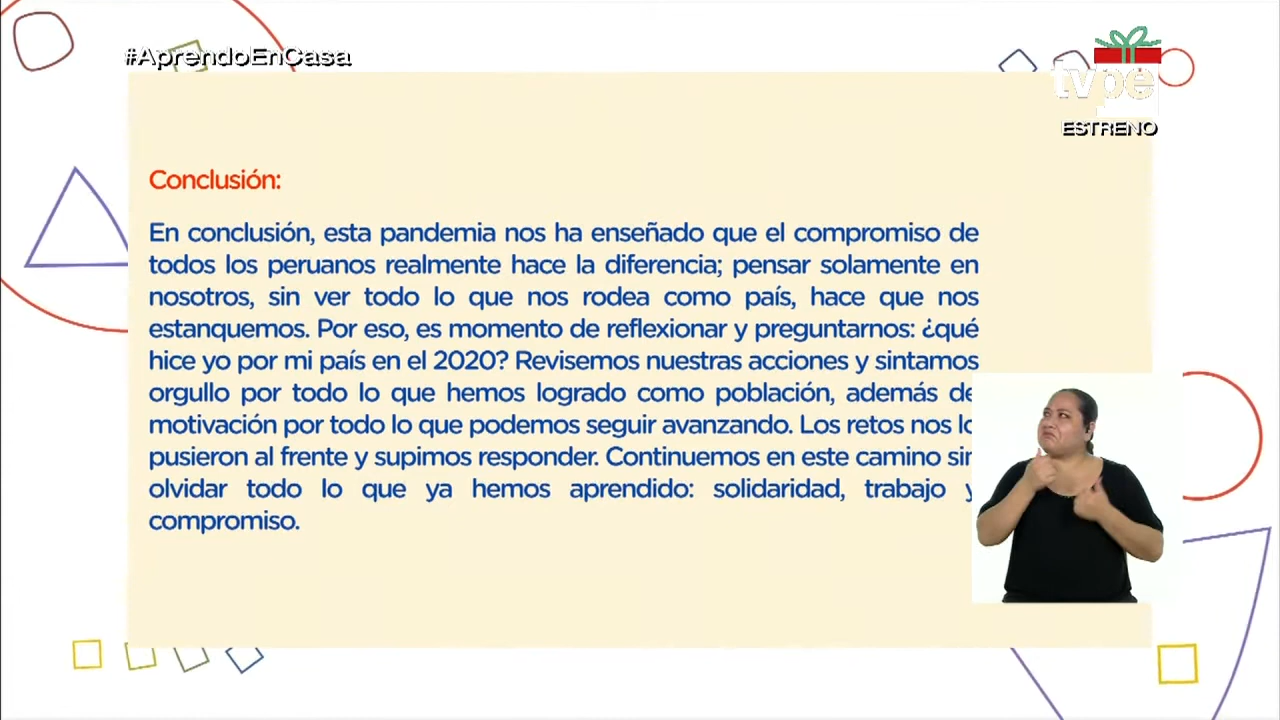 #AprendoEnCasa
tvpe
ESTRENO
Conclusión:
En conclusión, esta pandemia nos ha enseñado que el compromiso de
todos los peruanos realmente hace la diferencia; pensar solamente en
nosotros, sin ver todo lo que nos rodea como país, hace que nos
estanquemos. Por eso, es momento de reflexionar y preguntarnos: ¿qué
hice yo por mi país en el 2020? Revisemos nuestras acciones y sintamos
orgullo por todo lo que hemos logrado como población, además de
motivación por todo lo que podemos seguir avanzando. Los retos nos lo
pusieron al frente y supimos responder. Continuemos en este camino sin
olvidar todo lo que ya hemos aprendido: solidaridad, trabajo y
compromiso.